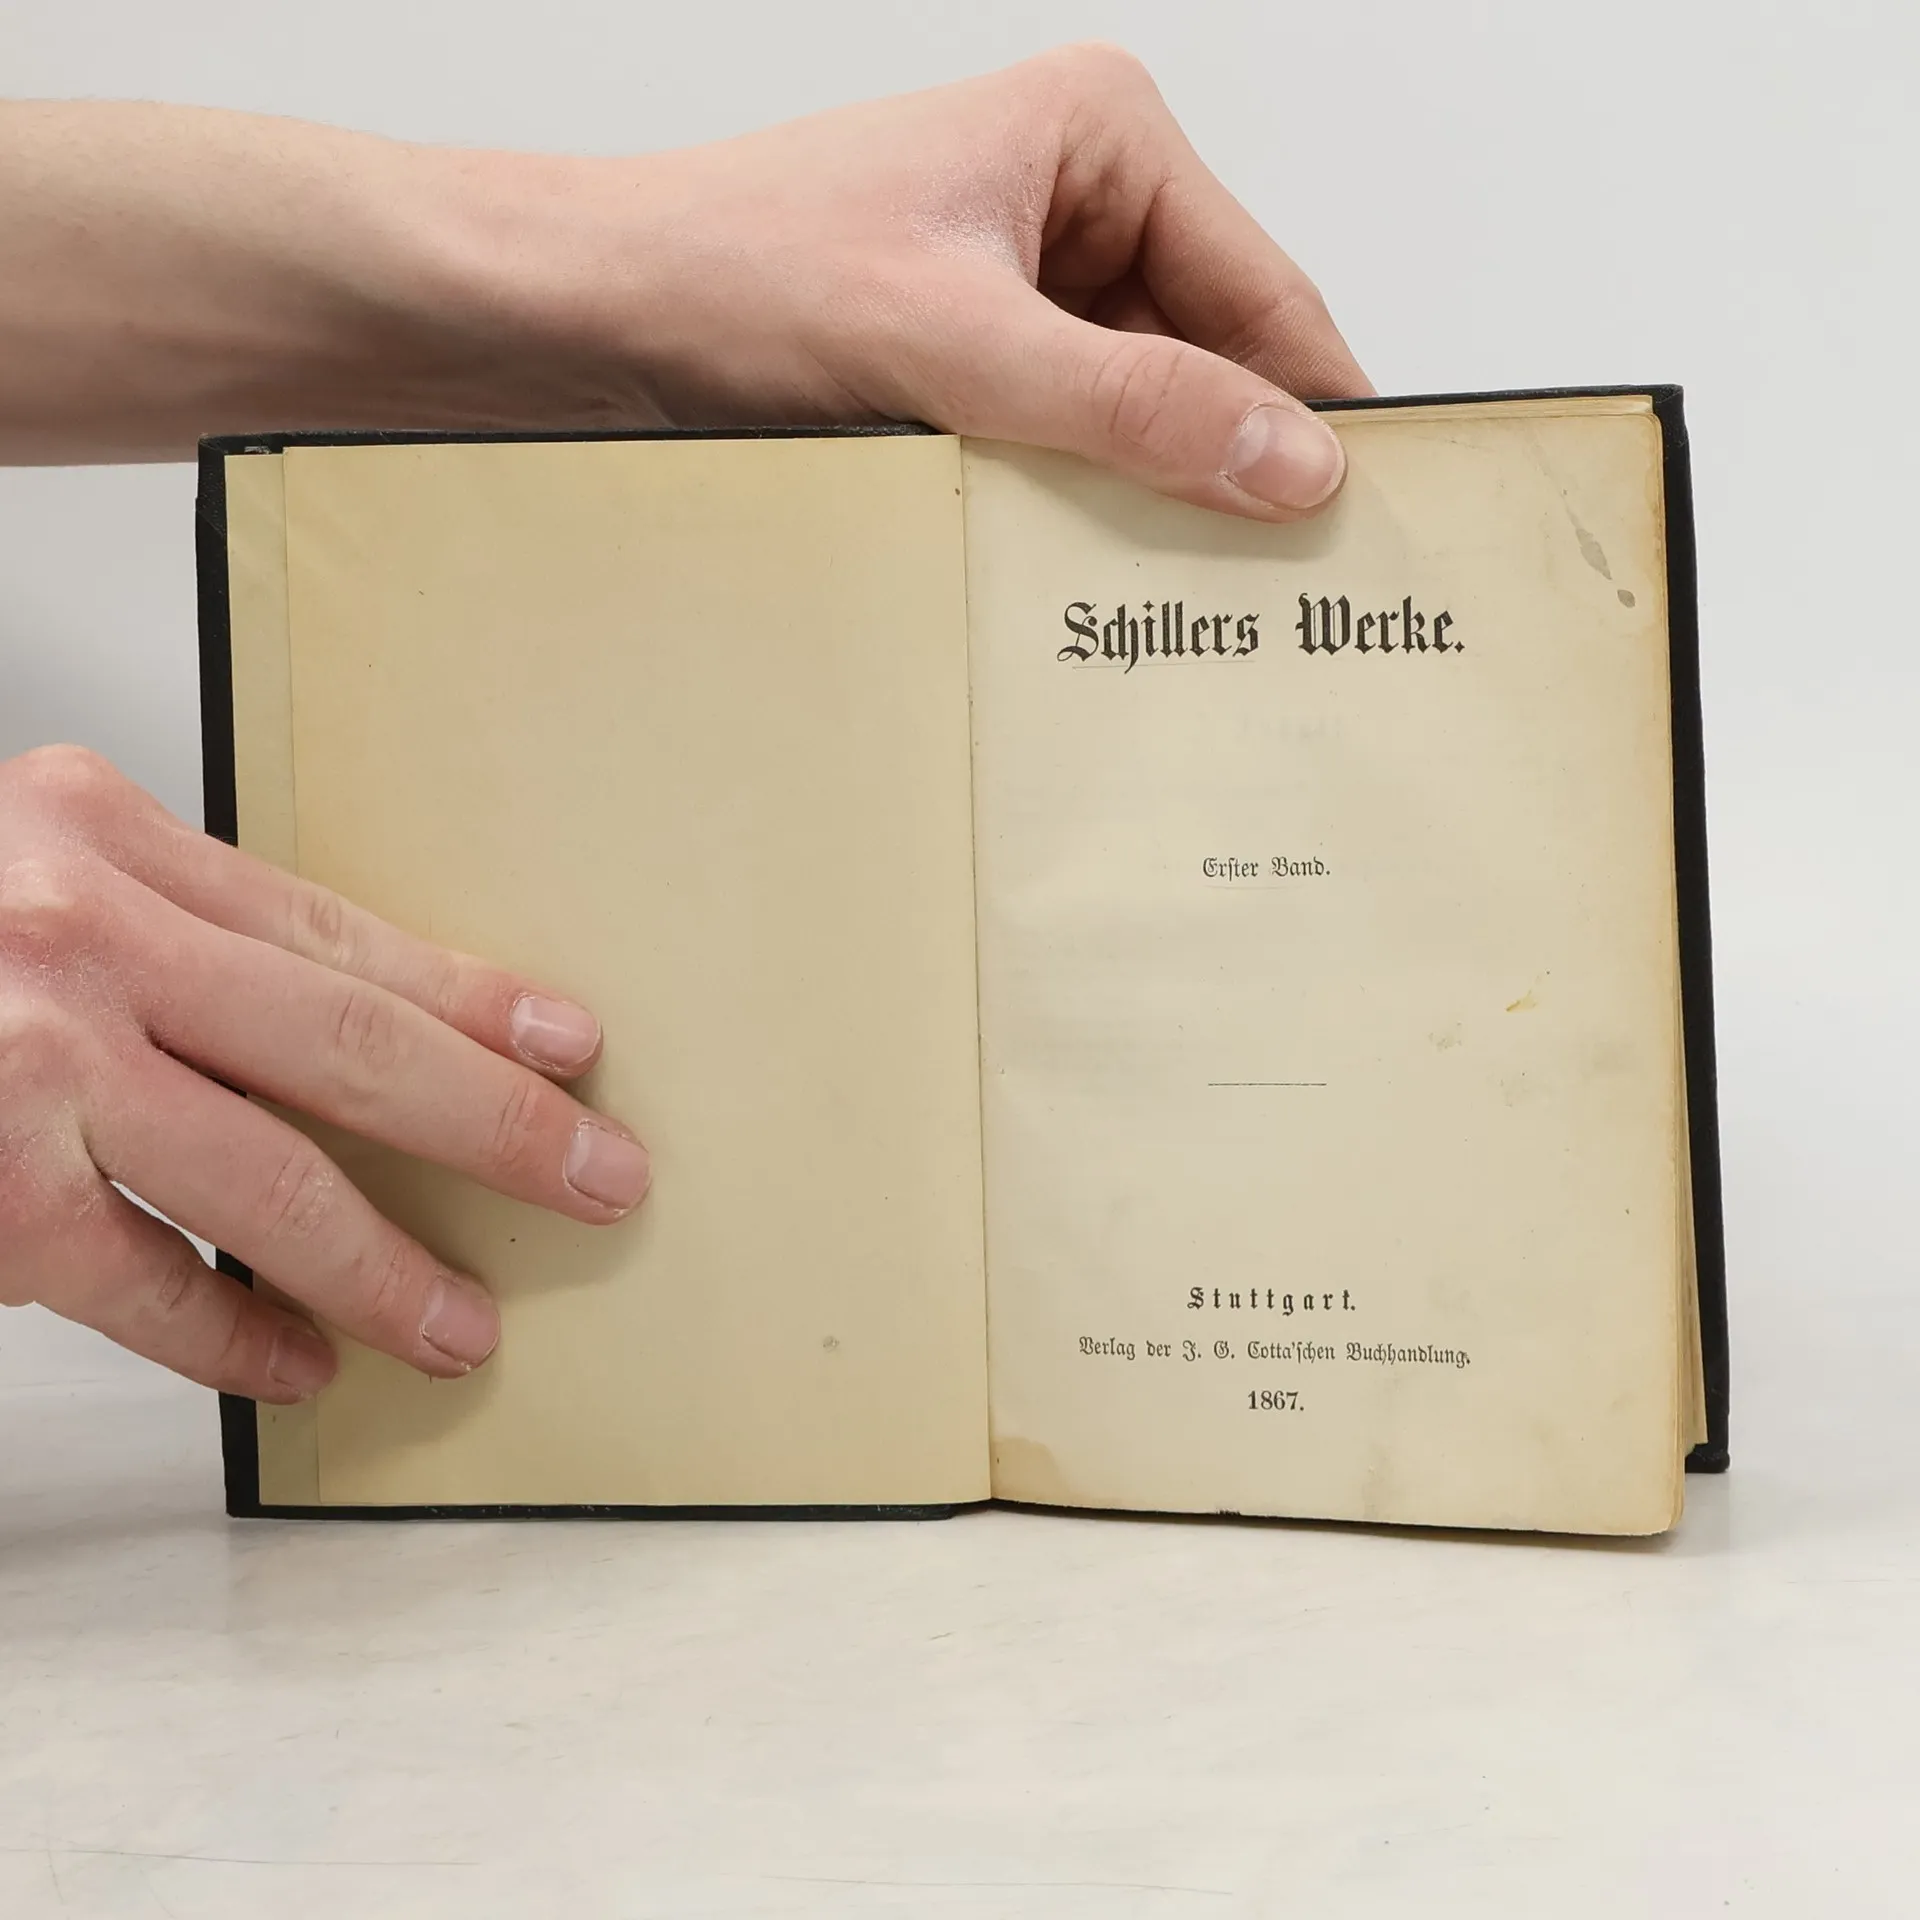 Schillers Werke.
Erster Band.
Stuttgart.
Verlag der J. G. Cotta'schen Buchhandlung.
1867.